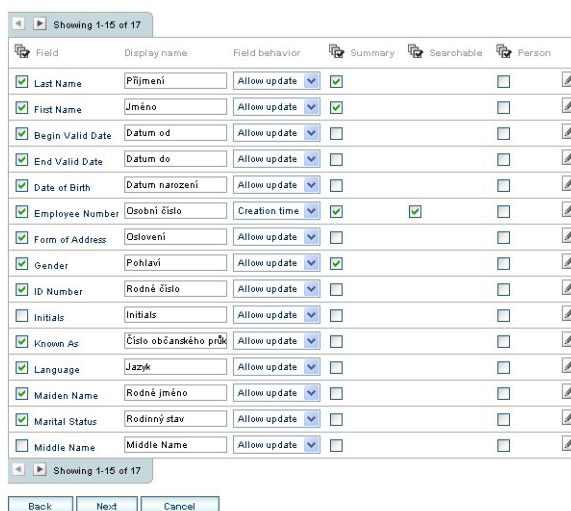 Showing 1-15 of 17
Field Display name Field behavior Summary Searchable Person
Last Name Příjmení Allow update
First Name Jméno Allow update
Begin Valid Date Datum od Allow update
End Valid Date Datum do Allow update
Date of Birth Datum narození Allow update
Employee Number Osobní číslo Creation time
Form of Address Oslovení Allow update
Gender Pohlaví Allow update
ID Number Rodné číslo Allow update
Initials Initials Allow update
Known As Číslo občanského průk Allow update
Language Jazyk Allow update
Maiden Name Rodné jméno Allow update
Marital Status Rodinný stav Allow update
Middle Name Middle Name Allow update
Showing 1-15 of 17
Back Next Cancel